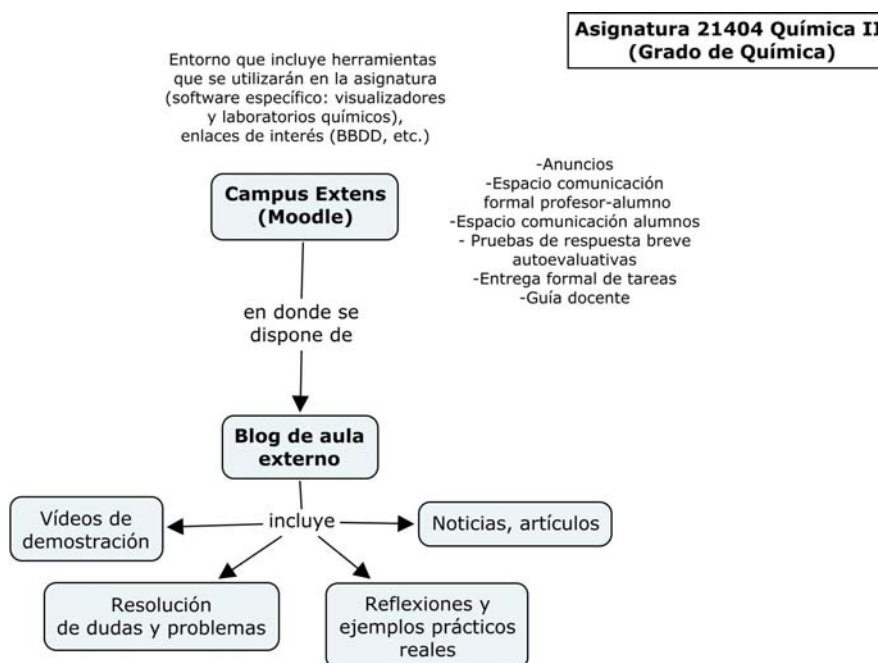 Asignatura 21404 Química II
(Grado de Química)
Entorno que incluye herramientas
que se utilizarán en la asignatura
(software específico: visualizadores
y laboratorios químicos),
enlaces de interés (BBDD, etc.)
Campus Extens
(Moodle)
-Anuncios
-Espacio comunicación
formal profesor-alumno
-Espacio comunicación alumnos
- Pruebas de respuesta breve
autoevaluativas
-Entrega formal de tareas
-Guía docente
en donde se
dispone de
Blog de aula
externo
incluye
Vídeos de
demostración
Noticias, artículos
Resolución
de dudas y problemas
Reflexiones y
ejemplos prácticos
reales